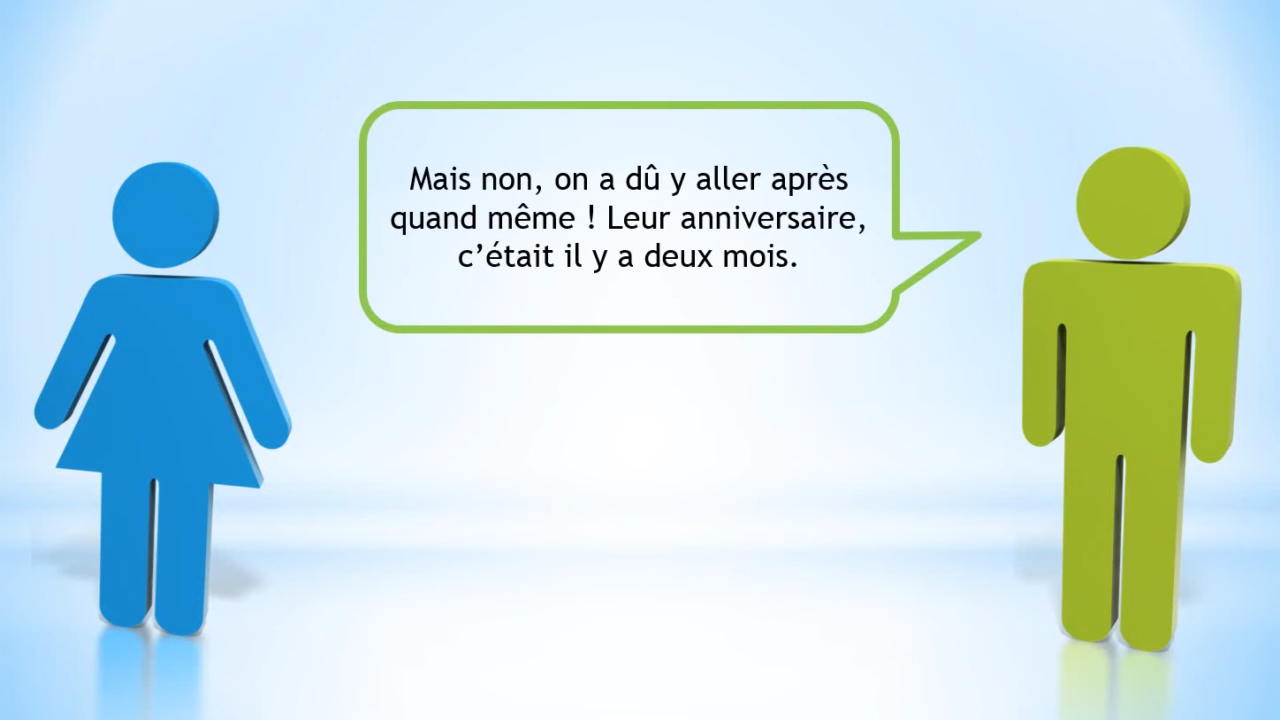 Mais non, on a dû y aller après
quand même ! Leur anniversaire,
c’était il y a deux mois.